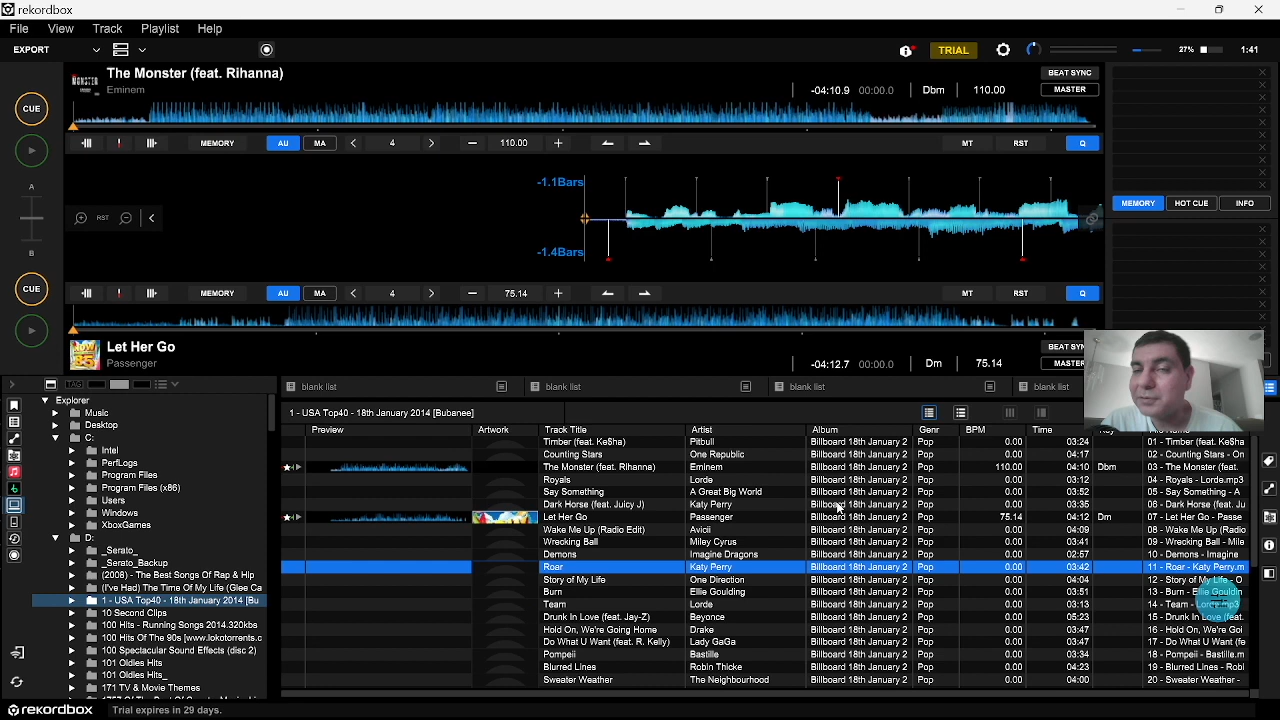 rekordbox
File View Track Playlist Help
EXPORT TRIAL 27% 1:41
The Monster (feat. Rihanna)
Eminem
-04:10.9 00:00.0 Dbm 110.00
BEAT SYNC
MASTER
CUE
MEMORY AU MA 4 110.00 MT RST Q
A
B
-1.1Bars
RST
-1.4Bars
MEMORY HOT CUE INFO
CUE
MEMORY AU MA 4 75.14 MT RST Q
Let Her Go
Passenger
-04:12.7 00:00.0 Dm 75.14
BEAT SYN
MASTER
TAG
blank list blank list blank list blank list
Explorer
Music
Desktop
C:
Intel
PerfLogs
Program Files
Program Files (x86)
Users
Windows
XboxGames
D:
_Serato_
_Serato_Backup
(2008) - The Best Songs Of Rap & Hip
(I've Had) The Time Of My Life (Glee Ca
1 - USA Top40 - 18th January 2014 [Bu
10 Second Clips
100 Hits - Running Songs 2014.320kbs
100 Hits Of The 90s [www.lokotorrents.c
100 Spectacular Sound Effects (disc 2)
101 Oldies Hits
101 Oldies Hits_
171 TV & Movie Themes
1 - USA Top40 - 18th January 2014 [Bubanee]
Preview Artwork Track Title Artist Album Genr BPM Time
Timber (feat. Ke$ha) Pitbull Billboard 18th January 2 Pop 0.00 03:24 01 - Timber (feat. Ke$ha
Counting Stars One Republic Billboard 18th January 2 Pop 0.00 04:17 02 - Counting Stars - On
The Monster (feat. Rihanna) Eminem Billboard 18th January 2 Pop 110.00 04:10 Dbm 03 - The Monster (feat.
Royals Lorde Billboard 18th January 2 Pop 0.00 03:12 04 - Royals - Lorde.mp3
Say Something A Great Big World Billboard 18th January 2 Pop 0.00 03:52 05 - Say Something - A
Dark Horse (feat. Juicy J) Katy Perry Billboard 18th January 2 Pop 0.00 03:35 06 - Dark Horse (feat. Ju
Let Her Go Passenger Billboard 18th January 2 Pop 75.14 04:12 Dm 07 - Let Her Go - Passe
Wake Me Up (Radio Edit) Avicii Billboard 18th January 2 Pop 0.00 04:09 08 - Wake Me Up (Radio
Wrecking Ball Miley Cyrus Billboard 18th January 2 Pop 0.00 03:41 09 - Wrecking Ball - Mile
Demons Imagine Dragons Billboard 18th January 2 Pop 0.00 02:57 10 - Demons - Imagine
Roar Katy Perry Billboard 18th January 2 Pop 0.00 03:42 11 - Roar - Katy Perry.m
Story of My Life One Direction Billboard 18th January 2 Pop 0.00 04:04 12 - Story of My Life - O
Burn Ellie Goulding Billboard 18th January 2 Pop 0.00 03:51 13 - Burn - Ellie Gouldin
Team Lorde Billboard 18th January 2 Pop 0.00 03:13 14 - Team - Lorde.mp3
Drunk In Love (feat. Jay-Z) Beyonce Billboard 18th January 2 Pop 0.00 05:23 15 - Drunk In Love (feat.
Hold On, We're Going Home Drake Billboard 18th January 2 Pop 0.00 03:47 16 - Hold On, We're Goi
Do What U Want (feat. R. Kelly) Lady GaGa Billboard 18th January 2 Pop 0.00 03:47 17 - Do What U Want (fe
Pompeii Bastille Billboard 18th January 2 Pop 0.00 03:34 18 - Pompeii - Bastille.m
Blurred Lines Robin Thicke Billboard 18th January 2 Pop 0.00 04:23 19 - Blurred Lines - Robi
Sweater Weather The Neighbourhood Billboard 18th January 2 Pop 0.00 04:00 20 - Sweater Weather -
rekordbox Trial expires in 29 days.